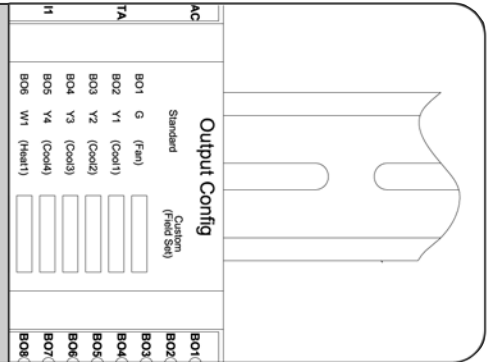 AC
TA
I1
Output Config
Standard
Custom
(Field Set)
BO1 G (Fan)
BO2 Y1 (Cool1)
BO3 Y2 (Cool2)
BO4 Y3 (Cool3)
BO5 Y4 (Cool4)
BO6 W1 (Heat1)
BO1
BO2
BO3
BO4
BO5
BO6
BO7
BO8